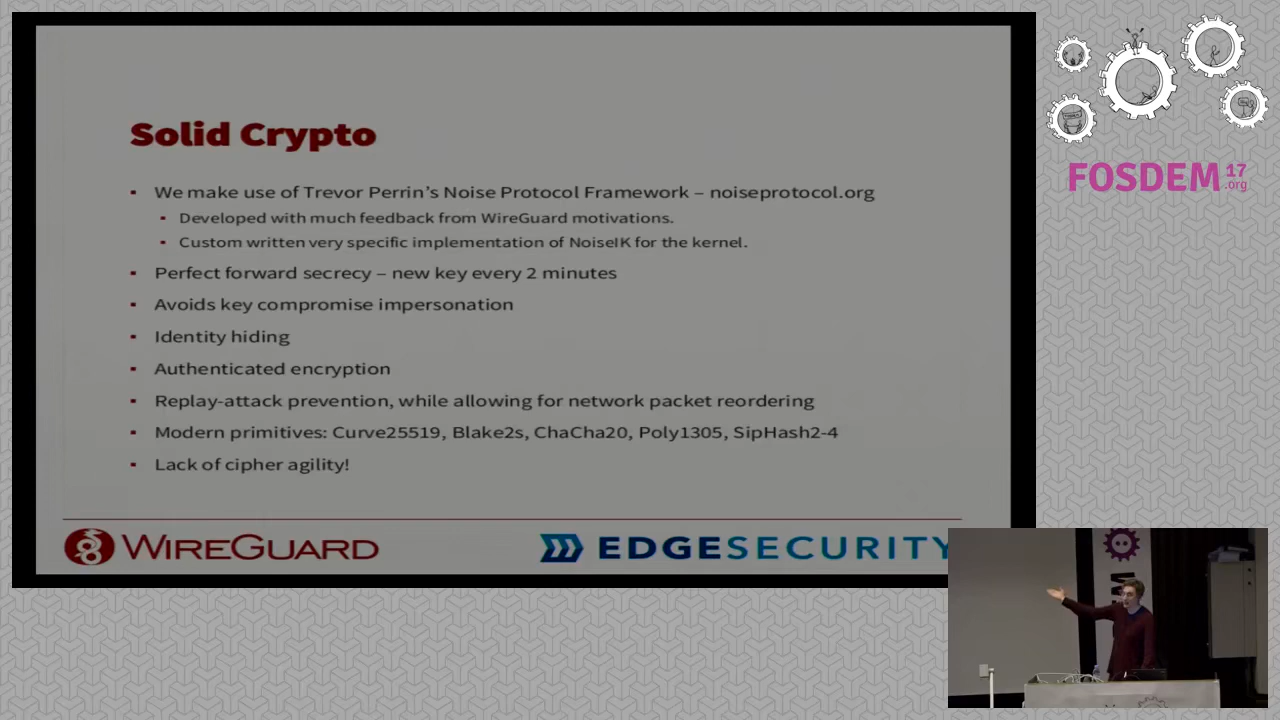 Solid Crypto
We make use of Trevor Perrin's Noise Protocol Framework – noiseprotocol.org
Developed with much feedback from WireGuard motivations.
Custom written very specific implementation of NoiseIK for the kernel.
Perfect forward secrecy – new key every 2 minutes
Avoids key compromise impersonation
Identity hiding
Authenticated encryption
Replay-attack prevention, while allowing for network packet reordering
Modern primitives: Curve25519, Blake2s, ChaCha20, Poly1305, SipHash2-4
Lack of cipher agility!
WIREGUARD
EDGESECURITY
FOSDEM 17
.org